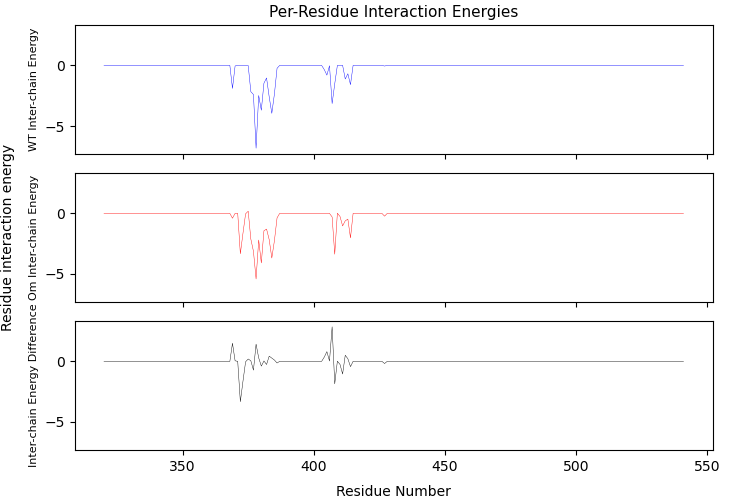 Per-Residue Interaction Energies
Residue interaction energy
WT Inter-chain Energy
0
−5
Om Inter-chain Energy
0
−5
Inter-chain Energy Difference
0
−5
350
400
450
500
550
Residue Number